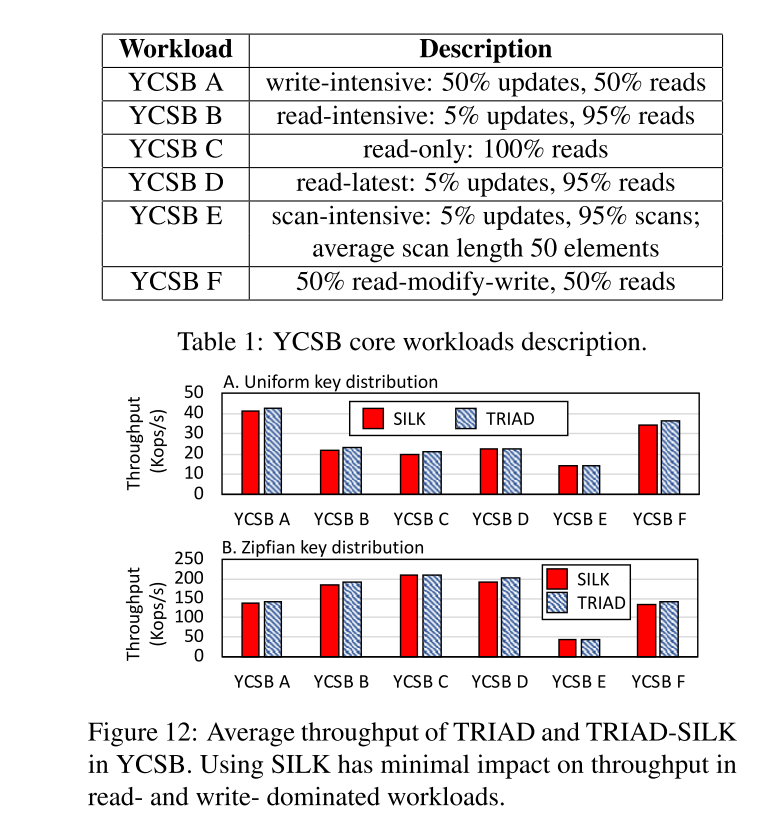 Workload Description
YCSB A write-intensive: 50% updates, 50% reads
YCSB B read-intensive: 5% updates, 95% reads
YCSB C read-only: 100% reads
YCSB D read-latest: 5% updates, 95% reads
YCSB E scan-intensive: 5% updates, 95% scans;
average scan length 50 elements
YCSB F 50% read-modify-write, 50% reads
Table 1: YCSB core workloads description.
A. Uniform key distribution
Throughput
(Kops/s)
50
40
30
20
10
0
SILK TRIAD
YCSB A YCSB B YCSB C YCSB D YCSB E YCSB F
B. Zipfian key distribution
Throughput
(Kops/s)
250
200
150
100
50
0
SILK
TRIAD
YCSB A YCSB B YCSB C YCSB D YCSB E YCSB F
Figure 12: Average throughput of TRIAD and TRIAD-SILK
in YCSB. Using SILK has minimal impact on throughput in
read- and write- dominated workloads.